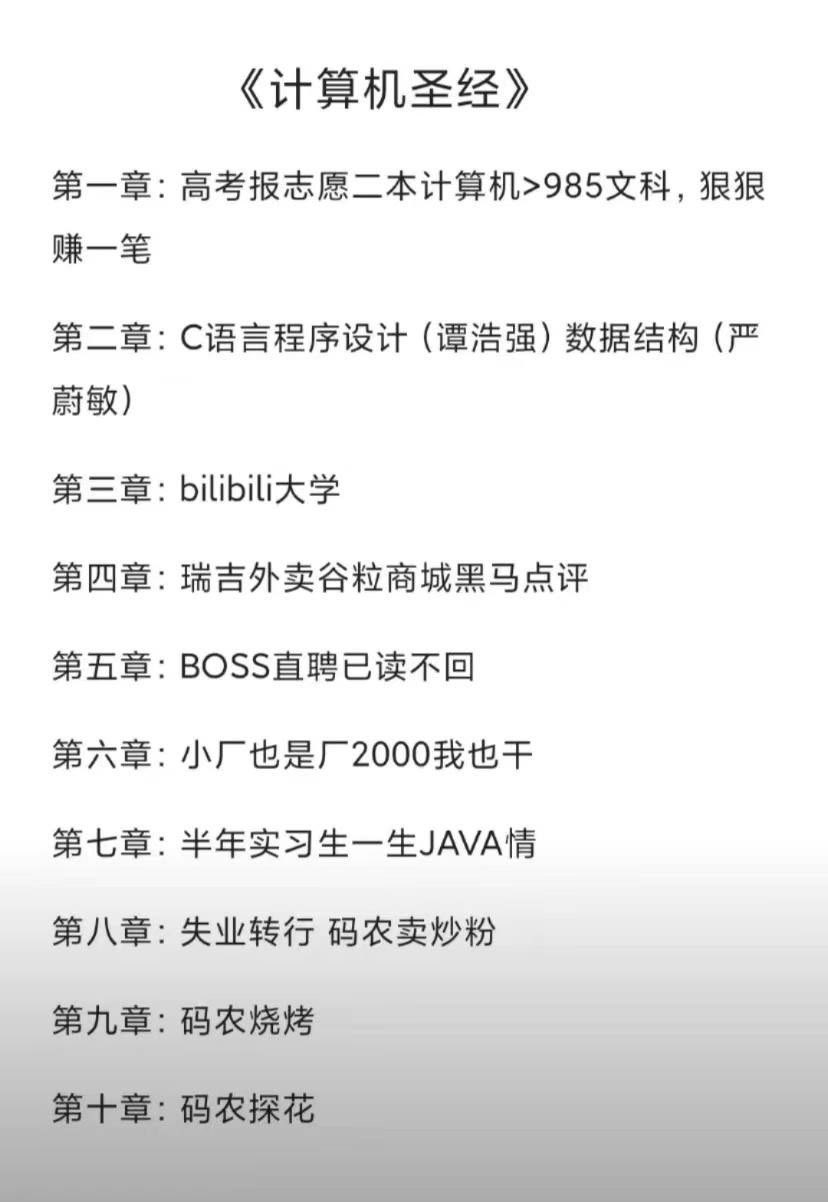 《计算机圣经》
第一章：高考报志愿二本计算机>985文科，狠狠
赚一笔
第二章：C语言程序设计（谭浩强）数据结构（严
蔚敏）
第三章：bilibili大学
第四章：瑞吉外卖谷粒商城黑马点评
第五章：BOSS直聘已读不回
第六章：小厂也是厂2000我也干
第七章：半年实习生一生JAVA情
第八章：失业转行 码农卖炒粉
第九章：码农烧烤
第十章：码农探花